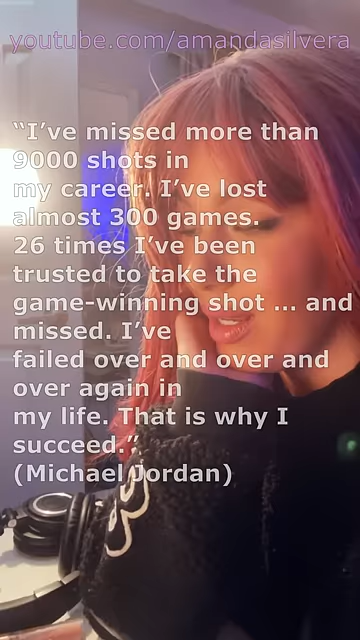 youtube.com/amandasilvera
“I’ve missed more than
9000 shots in
my career. I’ve lost
almost 300 games.
26 times I’ve been
trusted to take the
game-winning shot ... and
missed. I’ve
failed over and over and
over again in
my life. That is why I
succeed.”
(Michael Jordan)